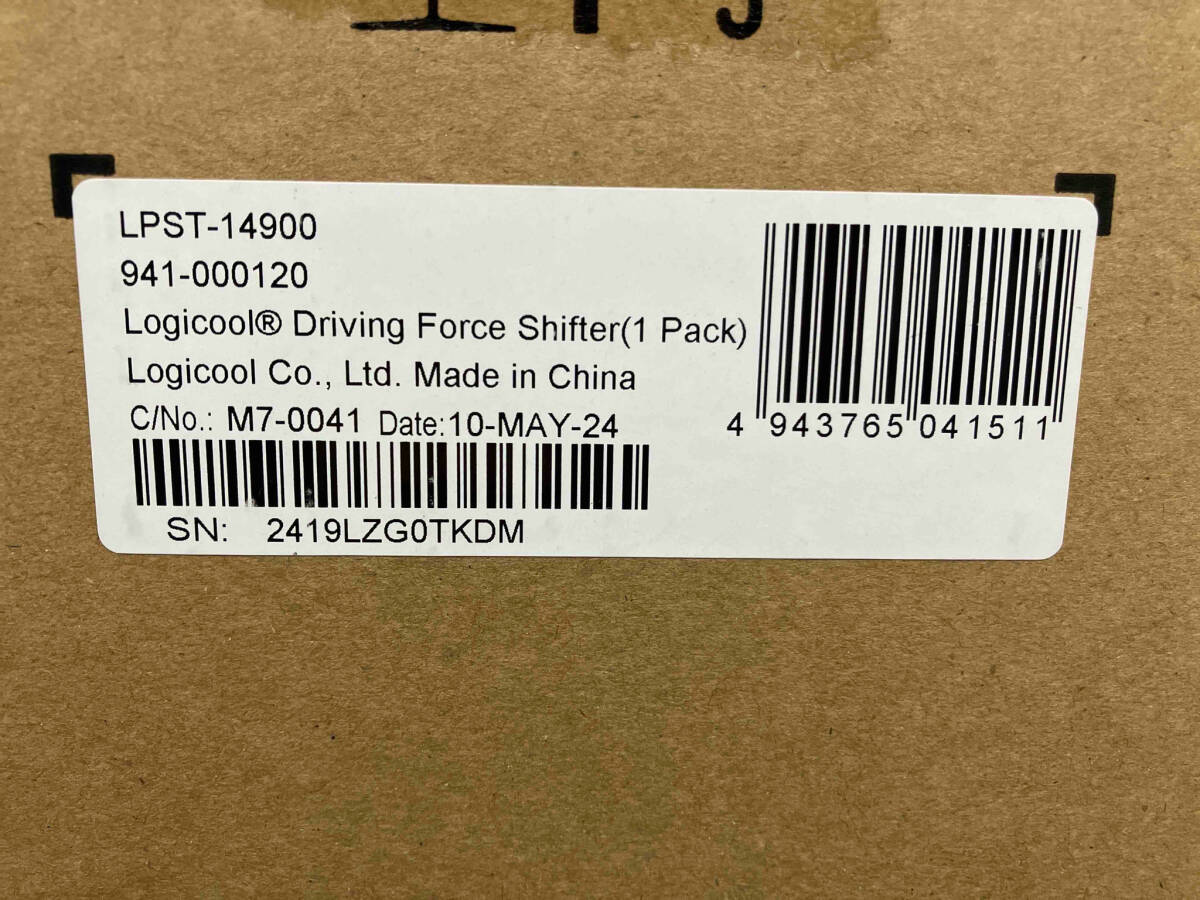 LPST-14900
941-000120
Logicool® Driving Force Shifter(1 Pack)
Logicool Co., Ltd. Made in China
C/No.: M7-0041 Date:10-MAY-24
SN: 2419LZG0TKDM
4 943765 041511